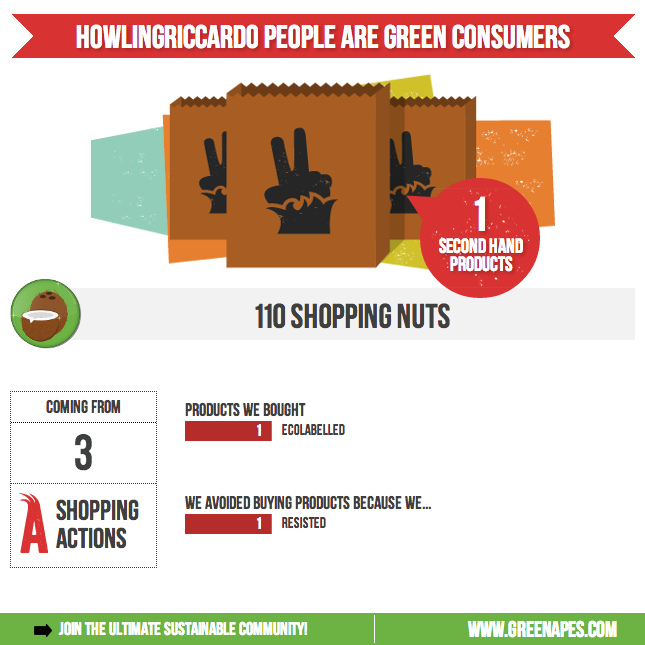 HOWLINGRICCARDO PEOPLE ARE GREEN CONSUMERS
1
SECOND HAND
PRODUCTS
110 SHOPPING NUTS
COMING FROM
3
SHOPPING
ACTIONS
PRODUCTS WE BOUGHT
1 ECOLABELLED
WE AVOIDED BUYING PRODUCTS BECAUSE WE...
1 RESISTED
JOIN THE ULTIMATE SUSTAINABLE COMMUNITY!
WWW.GREENAPES.COM